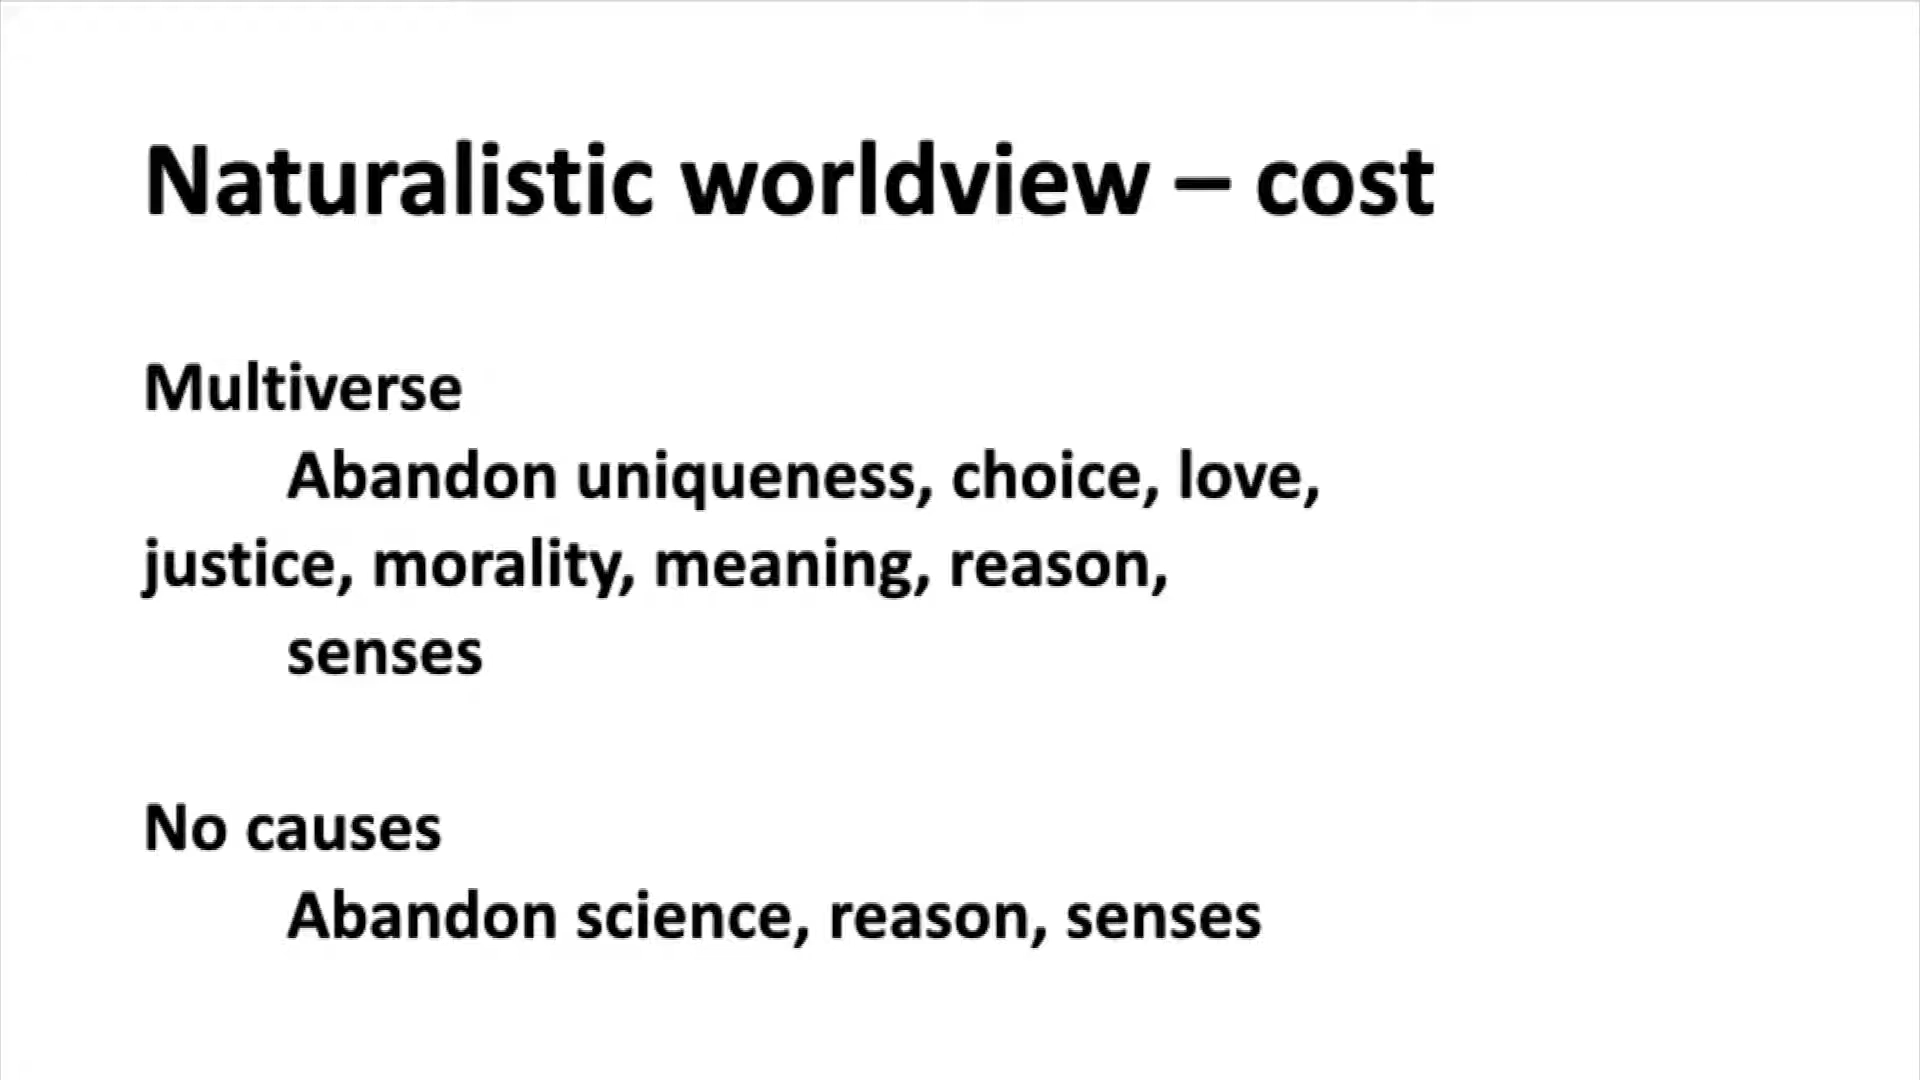 Naturalistic worldview – cost
Multiverse
Abandon uniqueness, choice, love,
justice, morality, meaning, reason,
senses
No causes
Abandon science, reason, senses